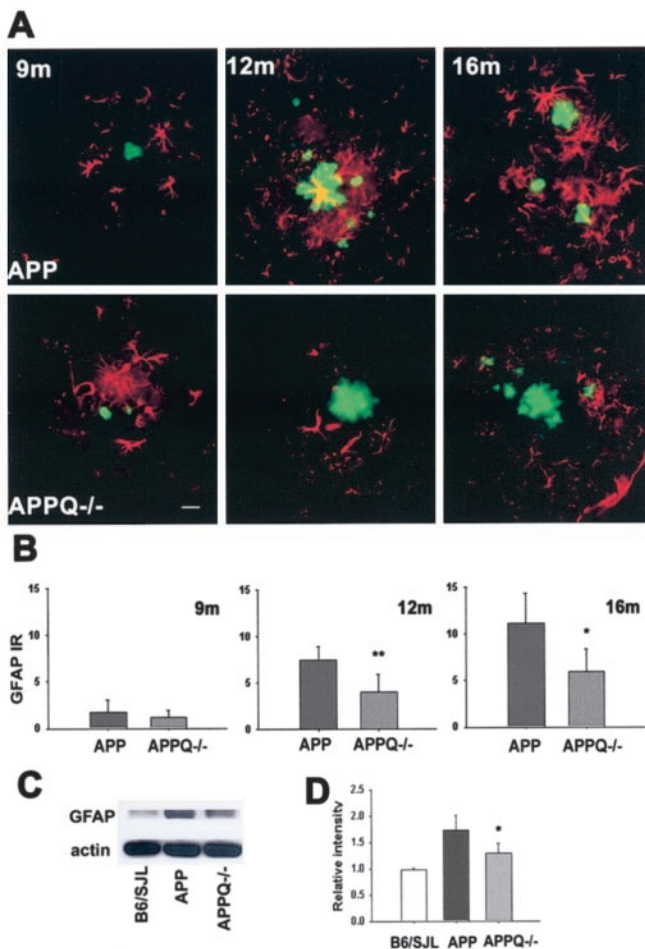 A
9m
12m
16m
APP
APPQ-/-
B
15
10
5
0
GFAP IR
9m
APP
APPQ-/-
15
10
5
0
12m
**
APP
APPQ-/-
15
10
5
0
16m
*
APP
APPQ-/-
C
GFAP
actin
B6/SJL
APP
APPQ-/-
D
Relative intensity
2.5
2.0
1.5
1.0
0.5
0.0
*
B6/SJL
APP
APPQ-/-